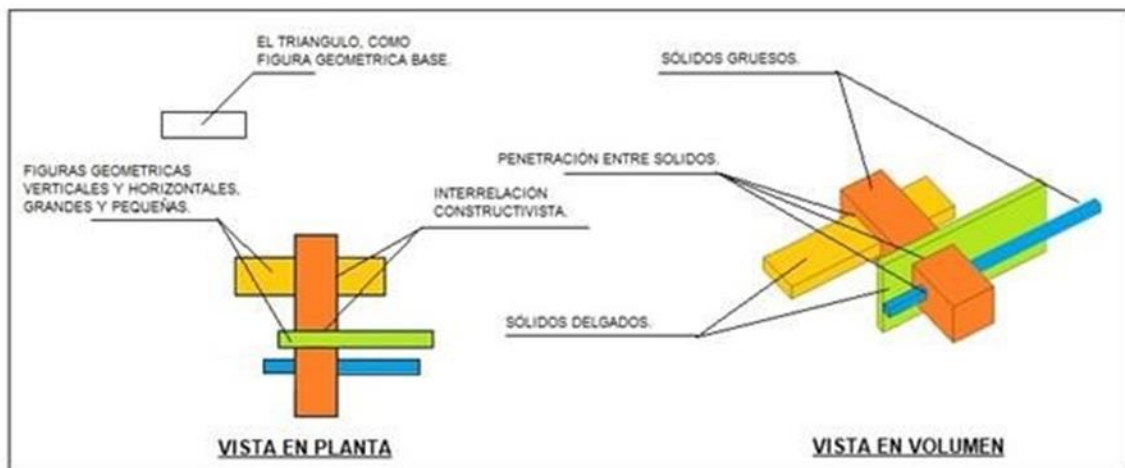 EL TRIANGULO, COMO
FIGURA GEOMETRICA BASE.
FIGURAS GEOMETRICAS
VERTICALES Y HORIZONTALES,
GRANDES Y PEQUEÑAS.
INTERRELACIÓN
CONSTRUCTIVISTA.
VISTA EN PLANTA
SÓLIDOS GRUESOS.
PENETRACIÓN ENTRE SOLIDOS.
SÓLIDOS DELGADOS.
VISTA EN VOLUMEN